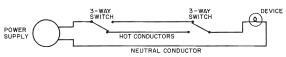 3-WAY
SWITCH
3-WAY
SWITCH
DEVICE
POWER
SUPPLY
HOT CONDUCTORS
NEUTRAL CONDUCTOR